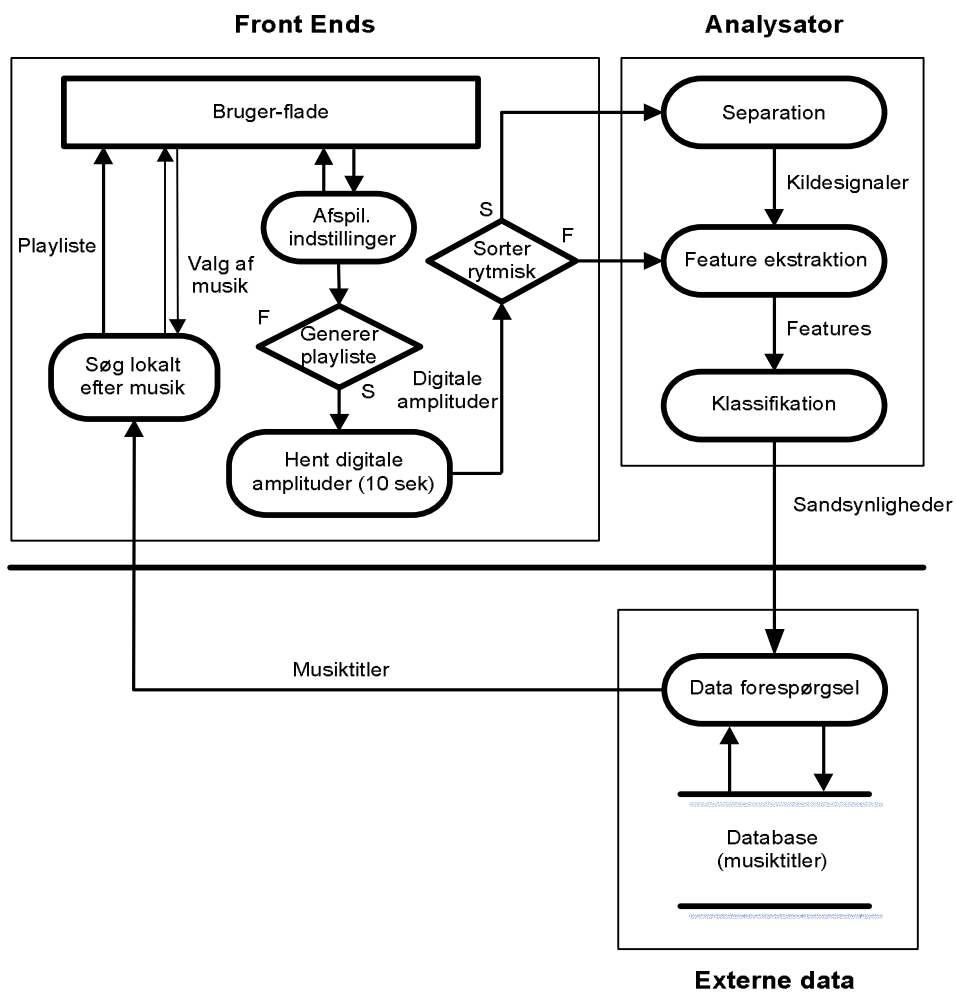 Front Ends
Analysator
Bruger-flade
Separation
Kildesignaler
Playliste
Valg af
musik
Afspil.
indstillinger
S
F
Sorter
rytmisk
Feature ekstraktion
F
Generer
playliste
S
Features
Søg lokalt
efter musik
Digitale
amplituder
Klassifikation
Hent digitale
amplituder (10 sek)
Sandsynligheder
Musiktitler
Data forespørgsel
Database
(musiktitler)
Externe data